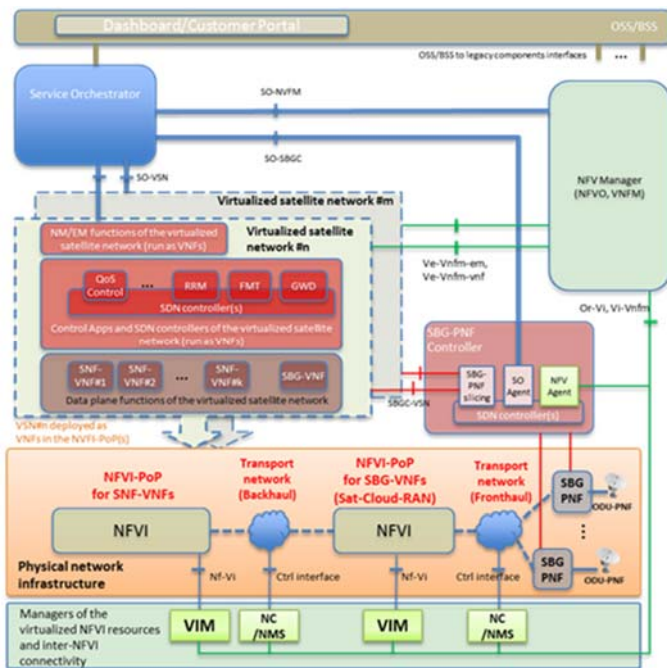 Dashboard/Customer Portal
OSS/BSS
OSS/BSS to legacy components interfaces
...
Service Orchestrator
SO-NVFM
SO-SBGC
SO-VSN
NFV Manager
(NFVO, VNFM)
Virtualized satellite network #m
Virtualized satellite
network #n
NM/EM functions of the virtualized
satellite network (run as VNFs)
QoS
Control
...
RRM
FMT
GWD
SDN controller(s)
Control Apps and SDN controllers of the virtualized satellite
network (run as VNFs)
SNF-
VNF#1
SNF-
VNF#2
...
SNF-
VNF#k
SBG-VNF
Data plane functions of the virtualized satellite network
Ve-Vnfm-em,
Ve-Vnfm-vnf
Or-Vi, Vi-Vnfm
SBG-PNF
Controller
SBG-
PNF
slicing
SO
Agent
NFV
Agent
SDN controller(s)
SBGC-VSN
VSN#n deployed as
VNFs in the NVFI-PoP(s)
NFVI-PoP
for SNF-VNFs
Transport
network
(Backhaul)
NFVI-PoP
for SBG-VNFs
(Sat-Cloud-RAN)
Transport
network
(Fronthaul)
NFVI
NFVI
SBG
PNF
ODU-PNF
...
SBG
PNF
ODU-PNF
Physical network
infrastructure
Nf-Vi
Ctrl interface
Nf-Vi
Ctrl interface
Managers of the
virtualized NFVI resources
and inter-NFVI
connectivity
VIM
NC
/NMS
VIM
NC
/NMS